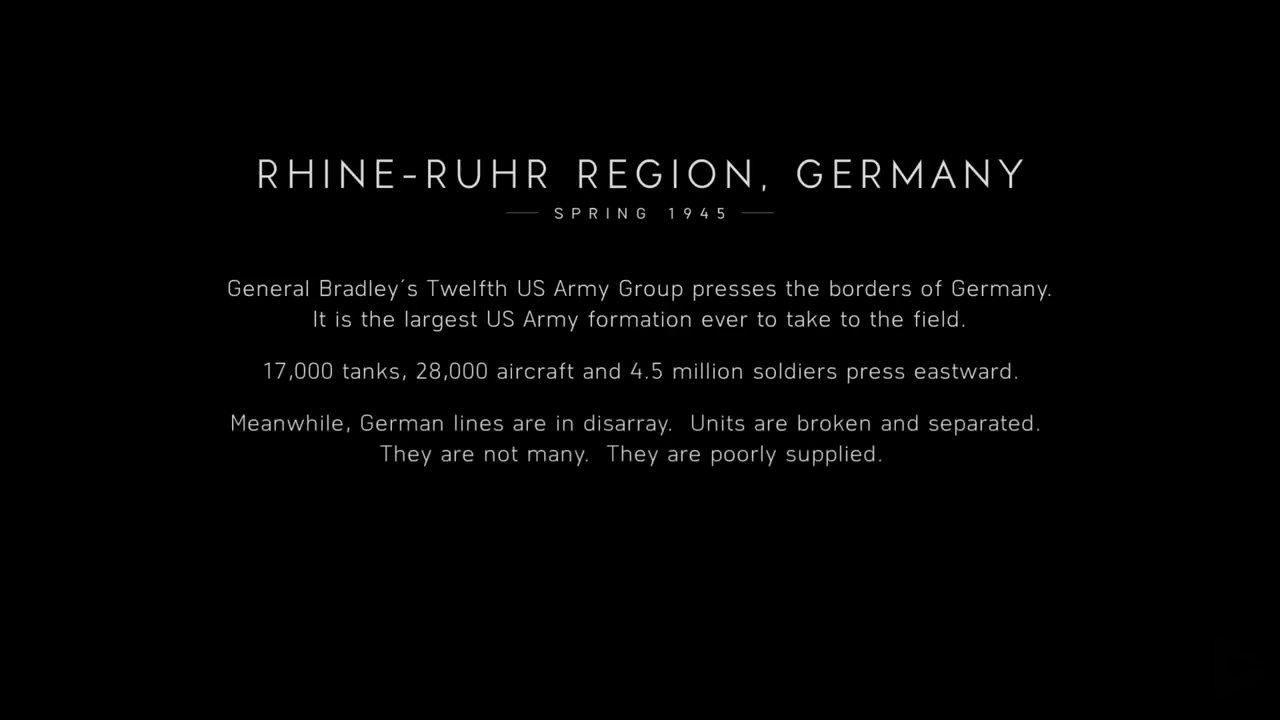 RHINE-RUHR REGION, GERMANY
SPRING 1945
General Bradley´s Twelfth US Army Group presses the borders of Germany.
It is the largest US Army formation ever to take to the field.
17,000 tanks, 28,000 aircraft and 4.5 million soldiers press eastward.
Meanwhile, German lines are in disarray.  Units are broken and separated.
They are not many.  They are poorly supplied.